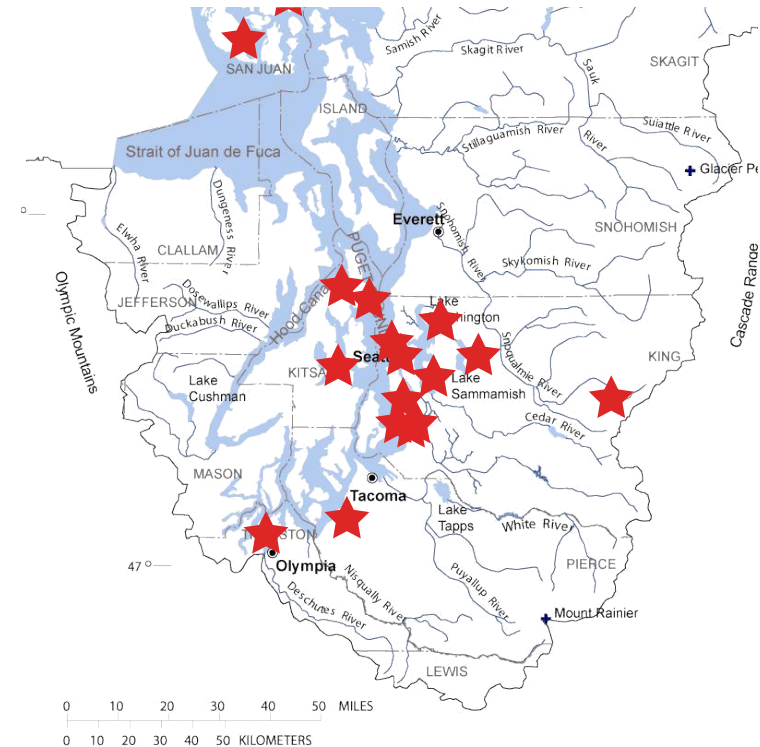 Samish River
Skagit River
SKAGIT
SAN JUAN
Sauk
River
ISLAND
Suiattle River
Stillaguamish River
Strait of Juan de Fuca
Glacier Pe
Dungeness River
Everett
Snohomish River
SNOHOMISH
Elwha River
CLALLAM
PUGET
Skykomish River
Cascade Range
Olympic Mountains
JEFFERSON
Dosewallips River
Duckabush River
Hood Cana
Lake
hington
Seatt
Snoqualmie River
KING
KITSA
Lake
Cushman
Lake
Sammamish
Cedar River
MASON
Tacoma
Lake
Tapps
White River
STON
47 o
Olympia
PIERCE
Nisqually River
Puyallup River
Deschutes River
Mount Rainier
LEWIS
0 10 20 30 40 50 MILES
0 10 20 30 40 50 KILOMETERS